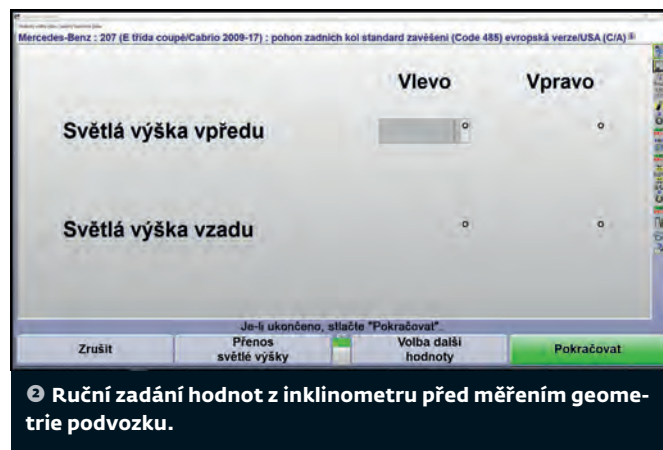 Mercedes-Benz : 207 (E třída coupé/Cabrio 2009-17) : pohon zadních kol standard zavěšení (Code 485) evropská verze/USA (C/A)
Vlevo Vpravo
Světlá výška vpředu ° °
Světlá výška vzadu ° °
Je-li ukončeno, stlačte "Pokračovat".
Zrušit
Přenos
světlé výšky
Volba další
hodnoty
Pokračovat
❷ Ruční zadání hodnot z inklinometru před měřením geome-
trie podvozku.